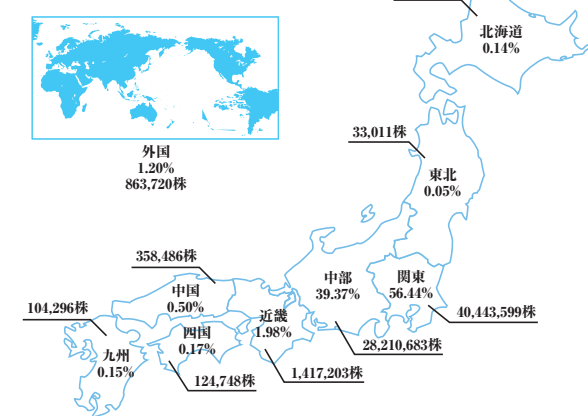 北海道
0.14%
外国
1.20%
863,720株
33,011株
東北
0.05%
358,486株
中国
0.50%
中部
39.37%
関東
56.44%
104,296株
近畿
1.98%
四国
0.17%
九州
0.15%
40,443,599株
28,210,683株
1,417,203株
124,748株